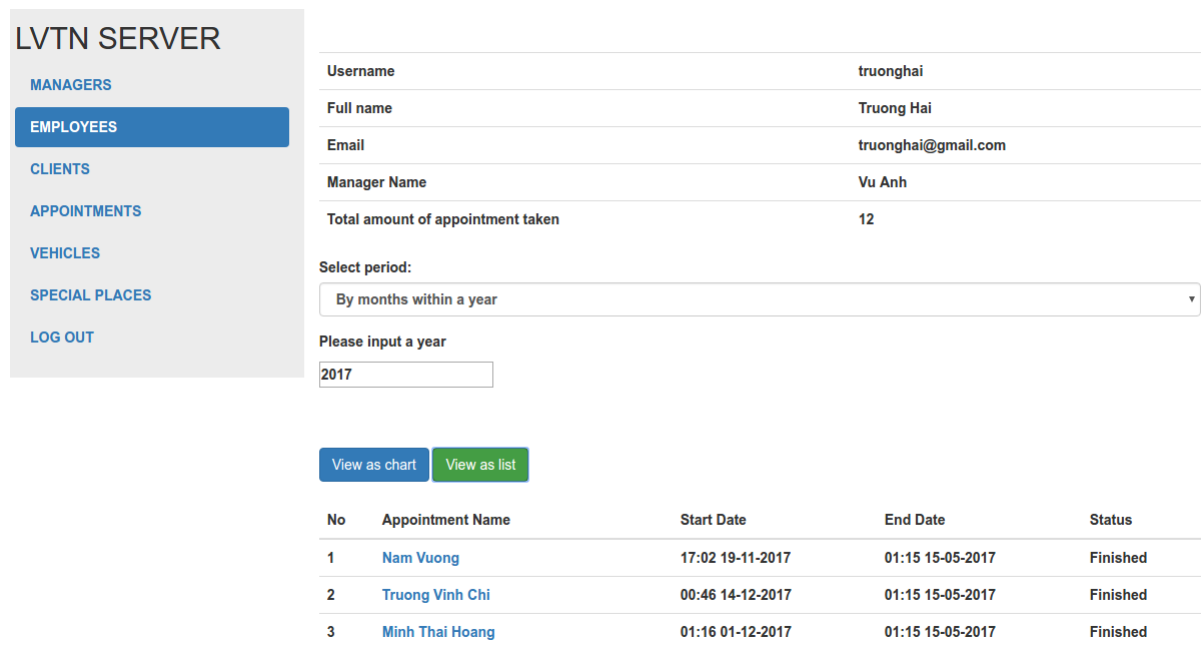 LVTN SERVER
MANAGERS
EMPLOYEES
CLIENTS
APPOINTMENTS
VEHICLES
SPECIAL PLACES
LOG OUT
Username truonghai
Full name Truong Hai
Email truonghai@gmail.com
Manager Name Vu Anh
Total amount of appointment taken 12
Select period:
By months within a year
Please input a year
2017
View as chart View as list
No Appointment Name Start Date End Date Status
1 Nam Vuong 17:02 19-11-2017 01:15 15-05-2017 Finished
2 Truong Vinh Chi 00:46 14-12-2017 01:15 15-05-2017 Finished
3 Minh Thai Hoang 01:16 01-12-2017 01:15 15-05-2017 Finished